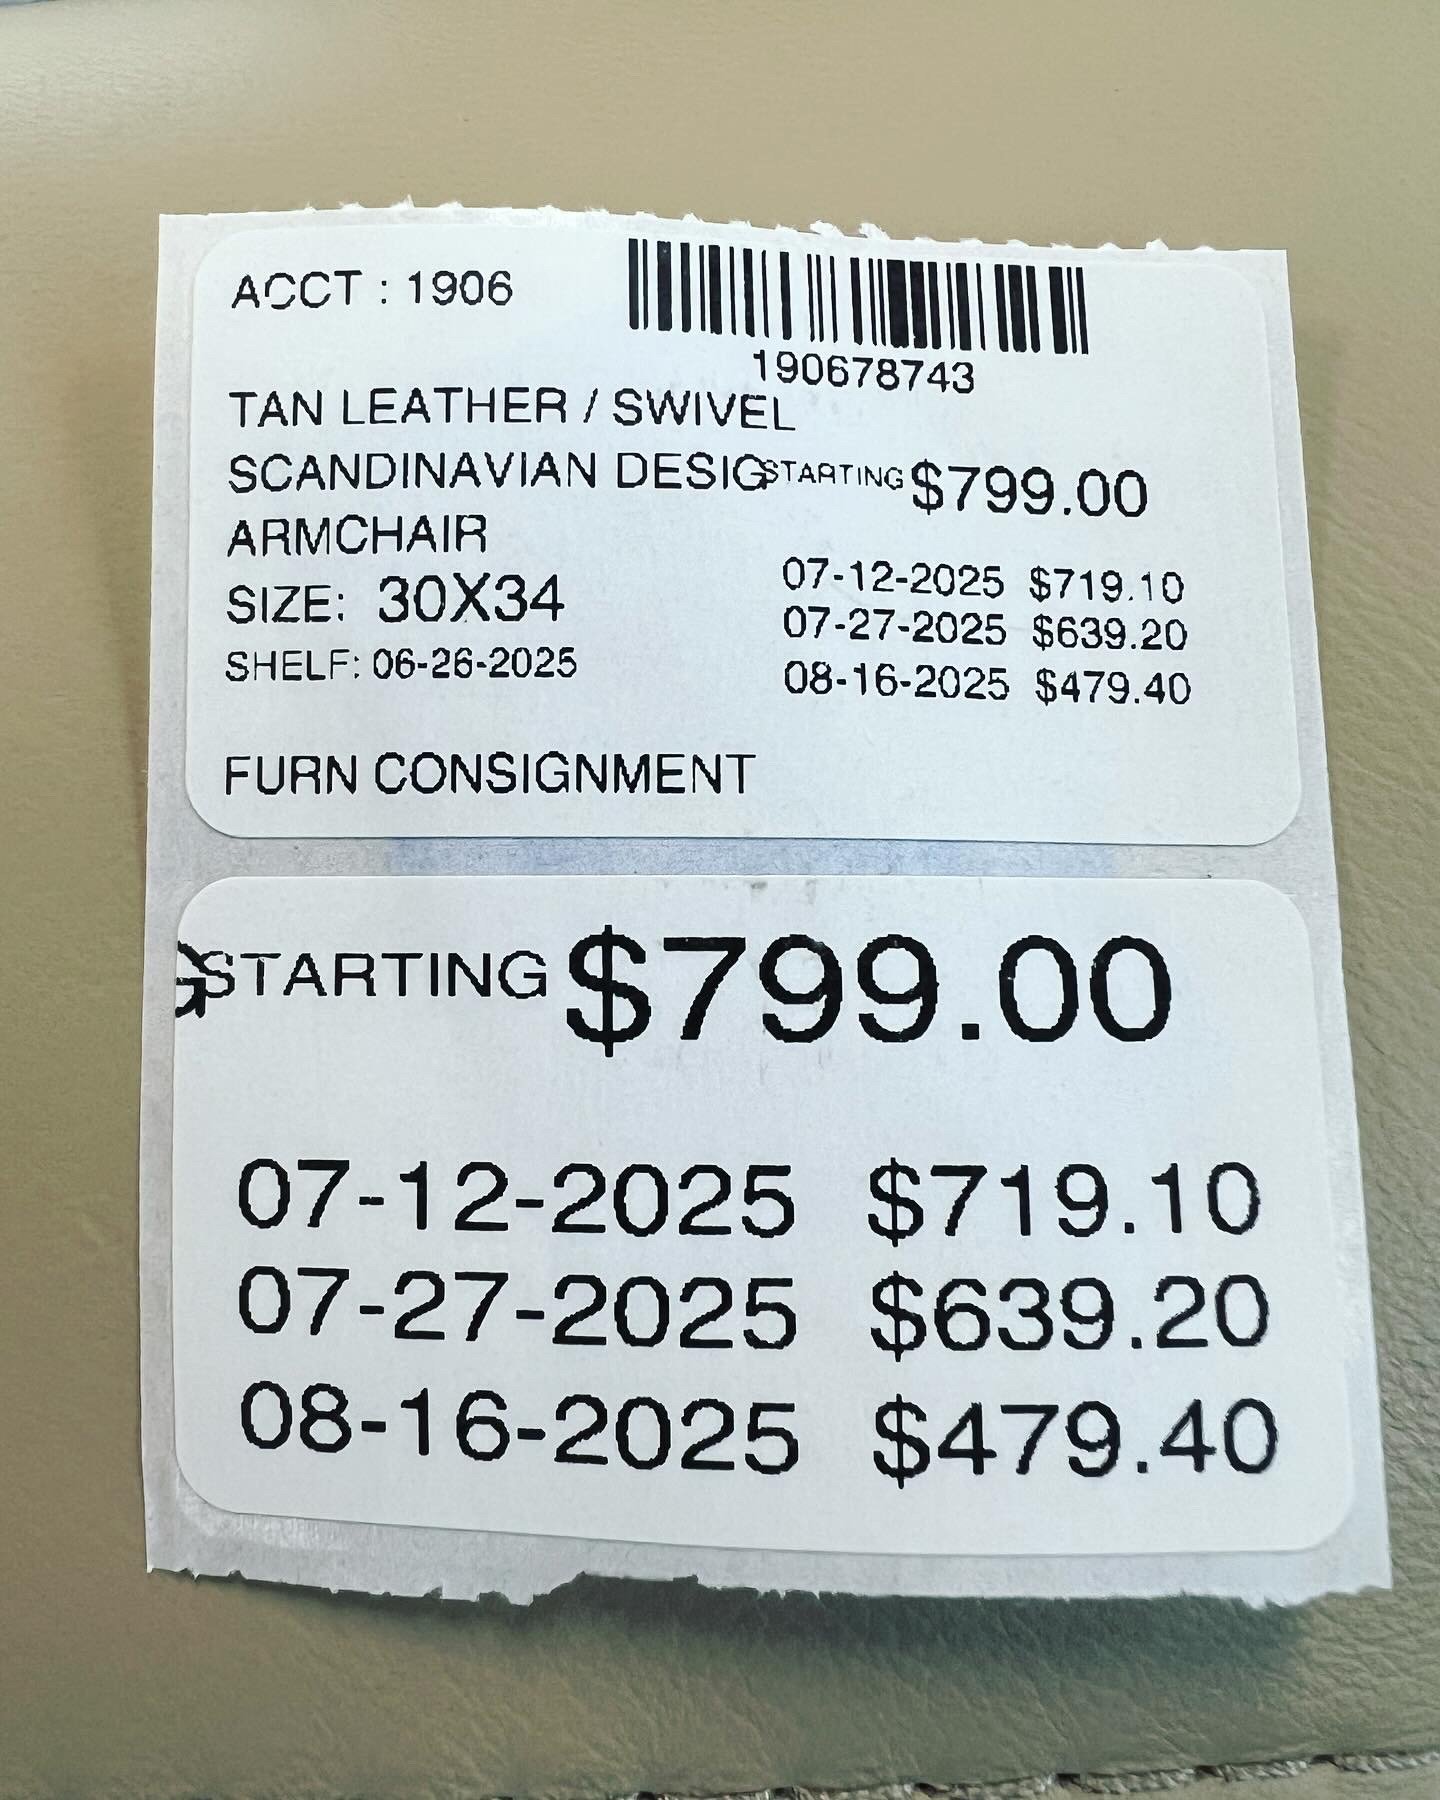 ACCT : 1906
190678743
TAN LEATHER / SWIVEL
SCANDINAVIAN DESIG STARTING $799.00
ARMCHAIR
07-12-2025 $719.10
SIZE: 30X34
07-27-2025 $639.20
SHELF: 06-26-2025
08-16-2025 $479.40
FURN CONSIGNMENT
G STARTING $799.00
07-12-2025 $719.10
07-27-2025 $639.20
08-16-2025 $479.40